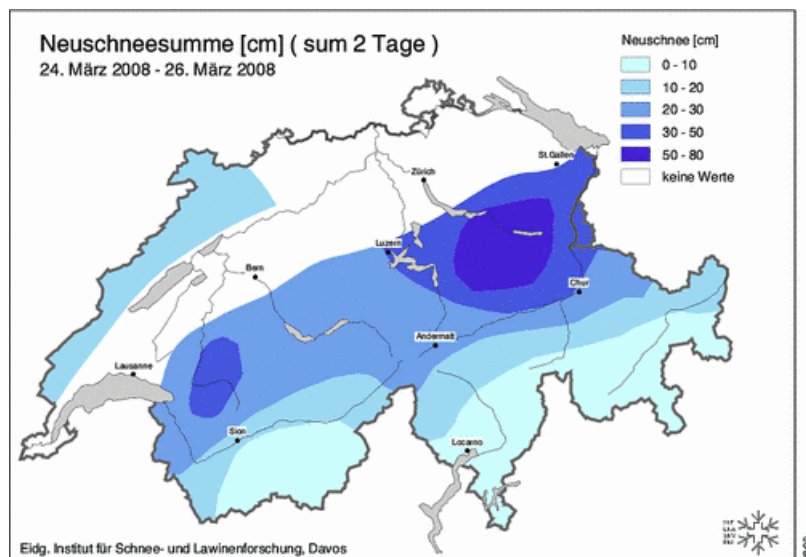 Neuschneesumme [cm] ( sum 2 Tage )
24. März 2008 - 26. März 2008
Neuschnee [cm]
0 - 10
10 - 20
20 - 30
30 - 50
50 - 80
keine Werte
St.Gallen
Zürich
Luzern
Bern
Chur
Andermatt
Lausanne
Sion
Locarno
Eidg. Institut für Schnee- und Lawinenforschung, Davos